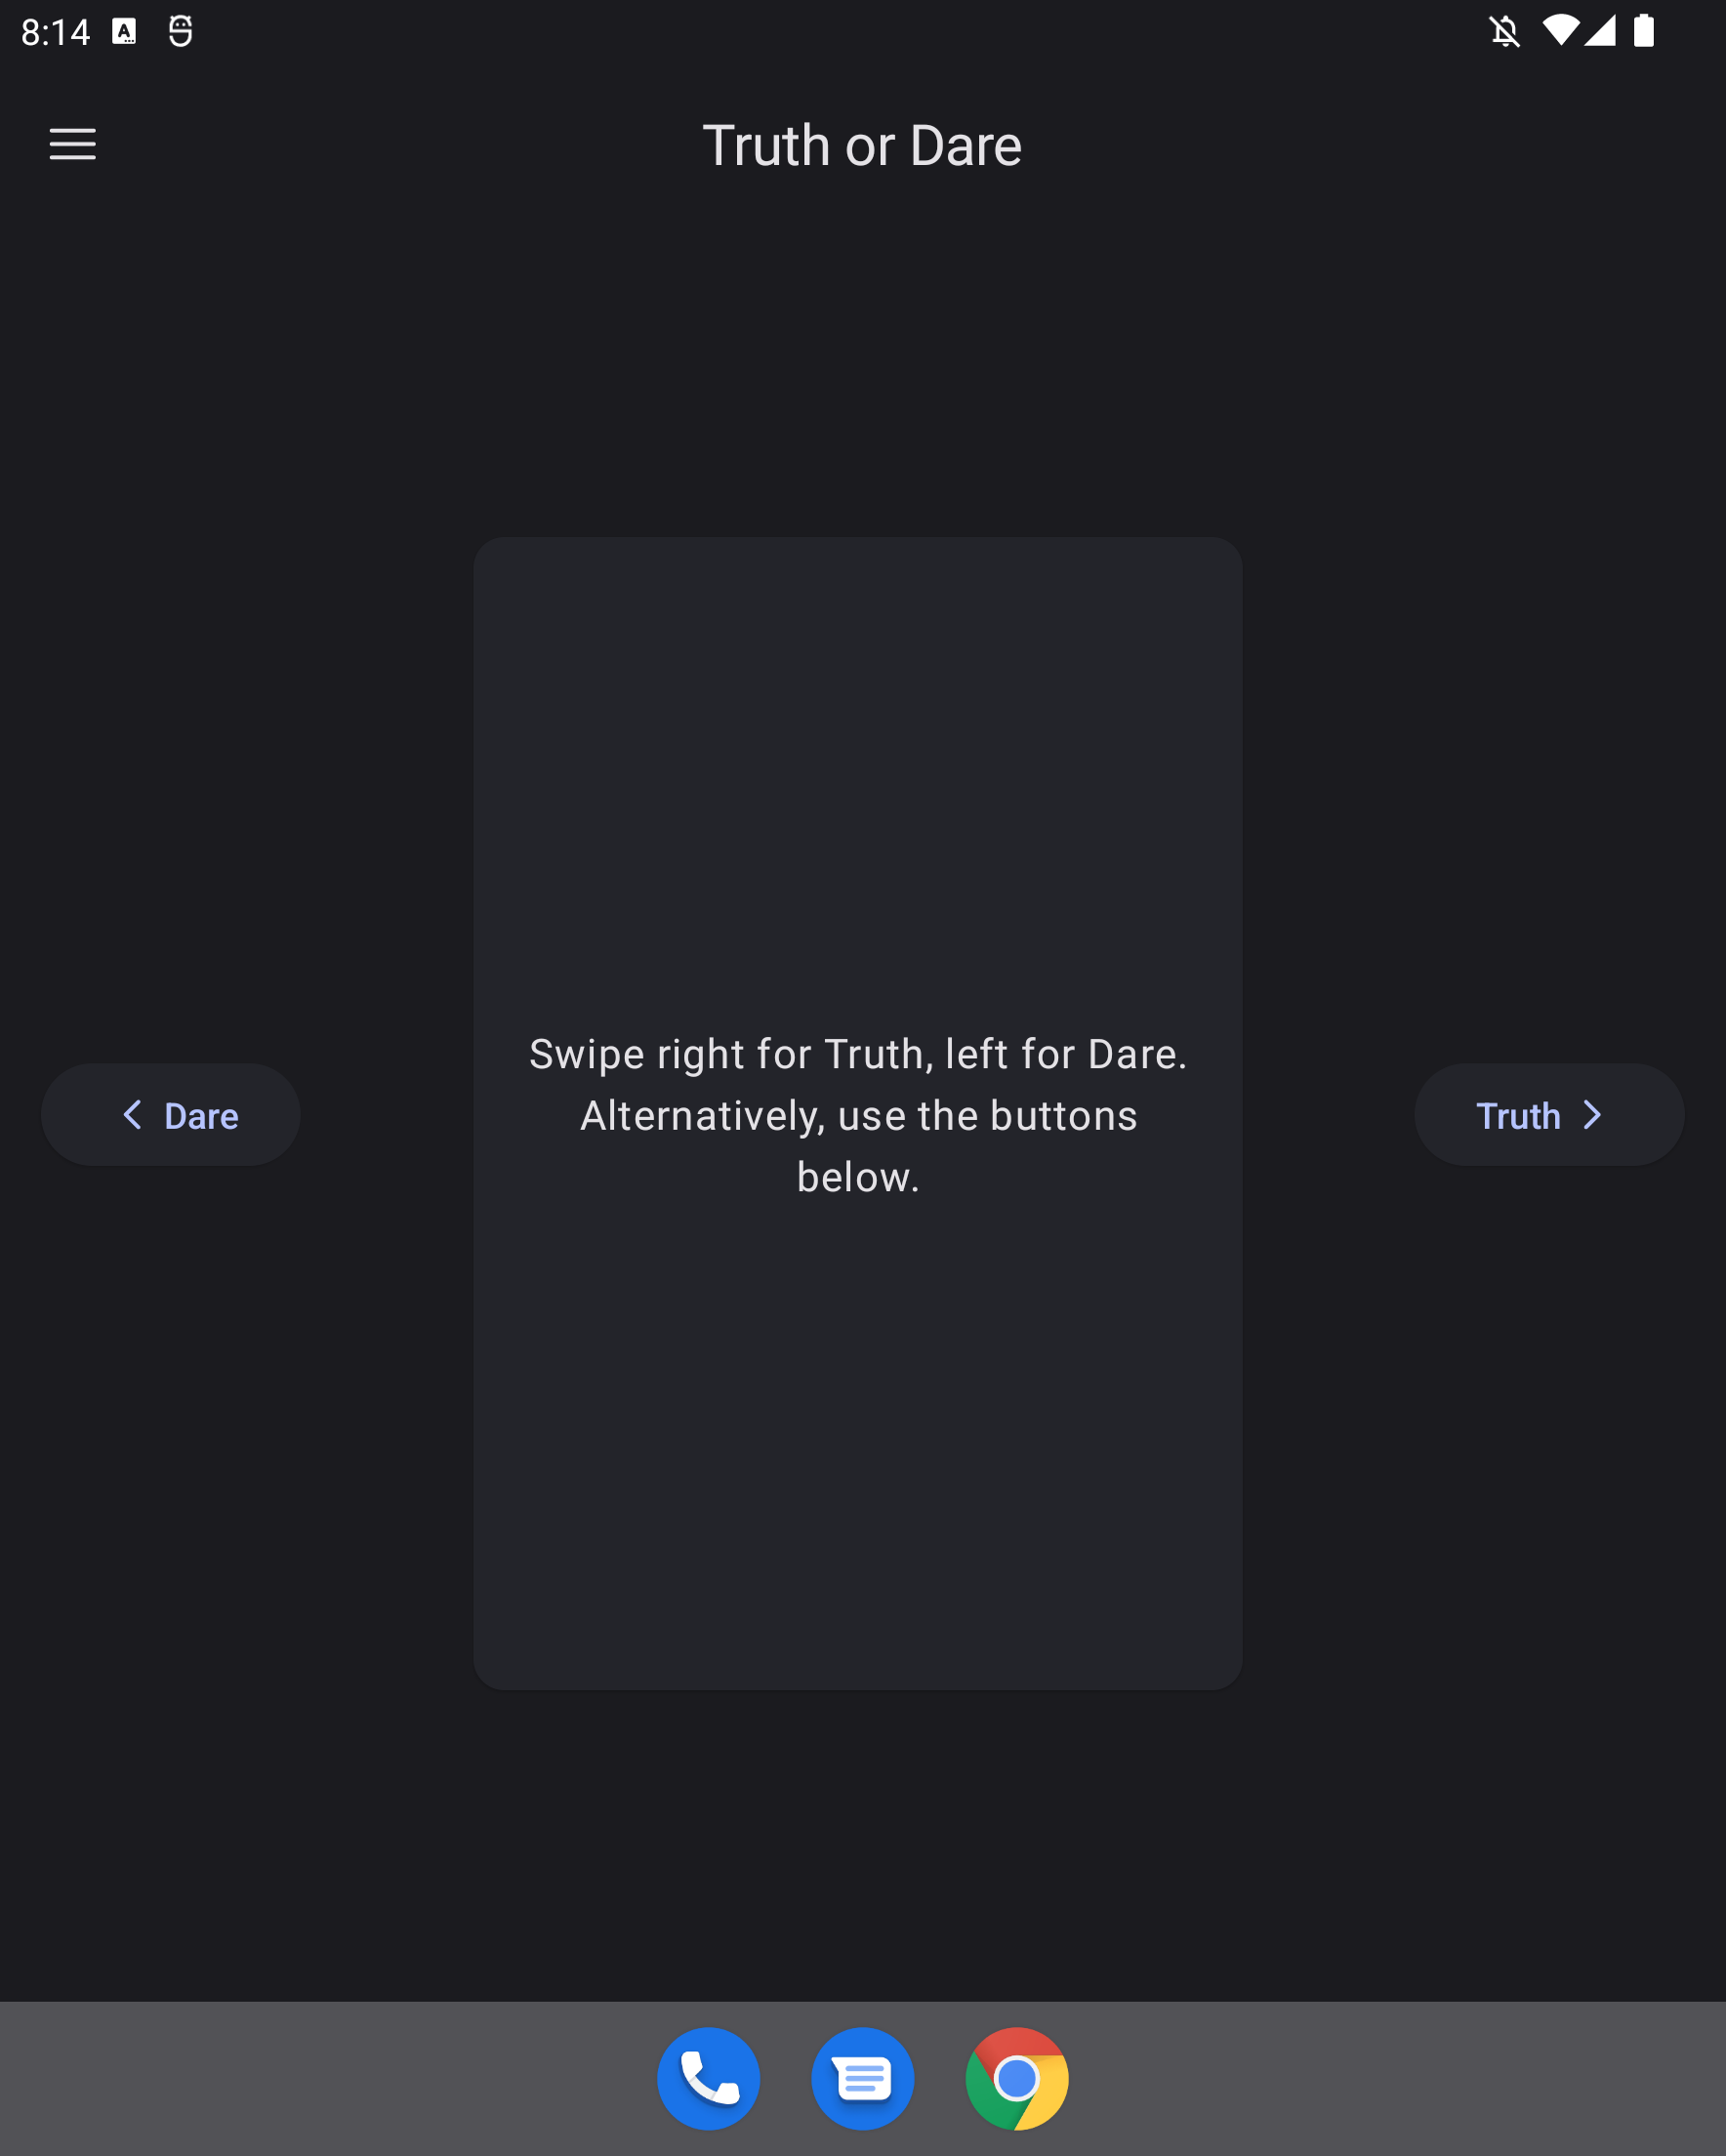 8:14
Truth or Dare
Swipe right for Truth, left for Dare.
Alternatively, use the buttons
below.
Dare
Truth